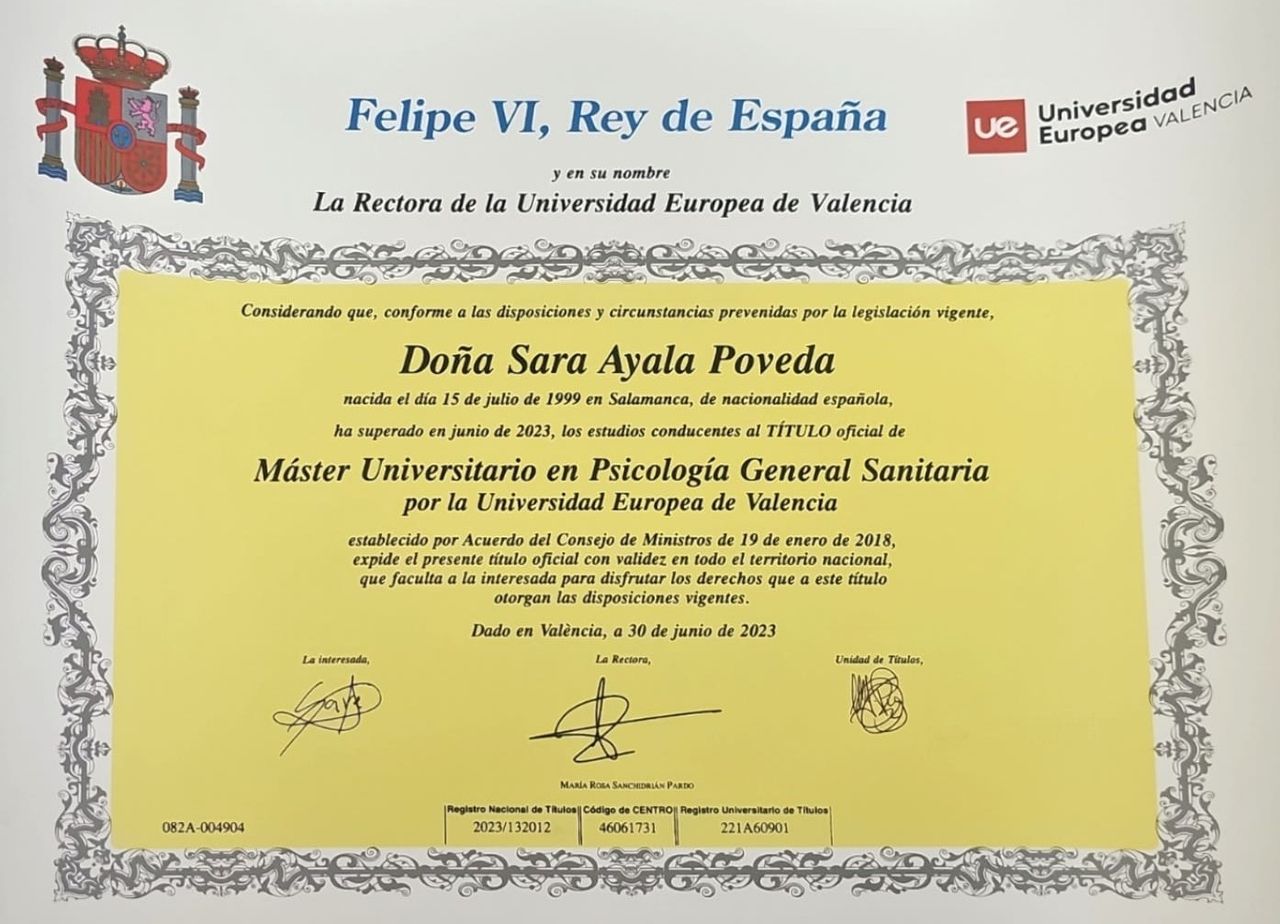 Felipe VI, Rey de España
ue Universidad
Europea VALENCIA
y en su nombre
La Rectora de la Universidad Europea de Valencia
Considerando que, conforme a las disposiciones y circunstancias prevenidas por la legislación vigente,
Doña Sara Ayala Poveda
nacida el día 15 de julio de 1999 en Salamanca, de nacionalidad española,
ha superado en junio de 2023, los estudios conducentes al TÍTULO oficial de
Máster Universitario en Psicología General Sanitaria
por la Universidad Europea de Valencia
establecido por Acuerdo del Consejo de Ministros de 19 de enero de 2018,
expide el presente título oficial con validez en todo el territorio nacional,
que faculta a la interesada para disfrutar los derechos que a este título
otorgan las disposiciones vigentes.
Dado en València, a 30 de junio de 2023
La interesada, La Rectora, Unidad de Títulos,
María Rosa Sanchidrián Pardo
Registro Nacional de Títulos Código de CENTRO Registro Universitario de Títulos
082A-004904 2023/132012 46061731 221A60901